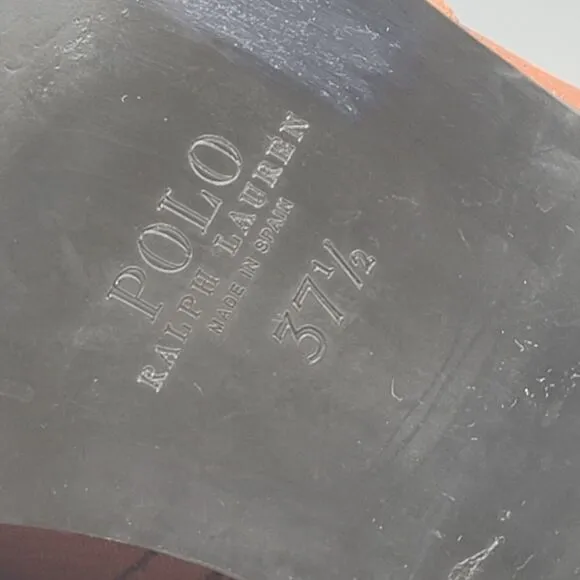 POLO
RALPH LAUREN
MADE IN SPAIN
37½